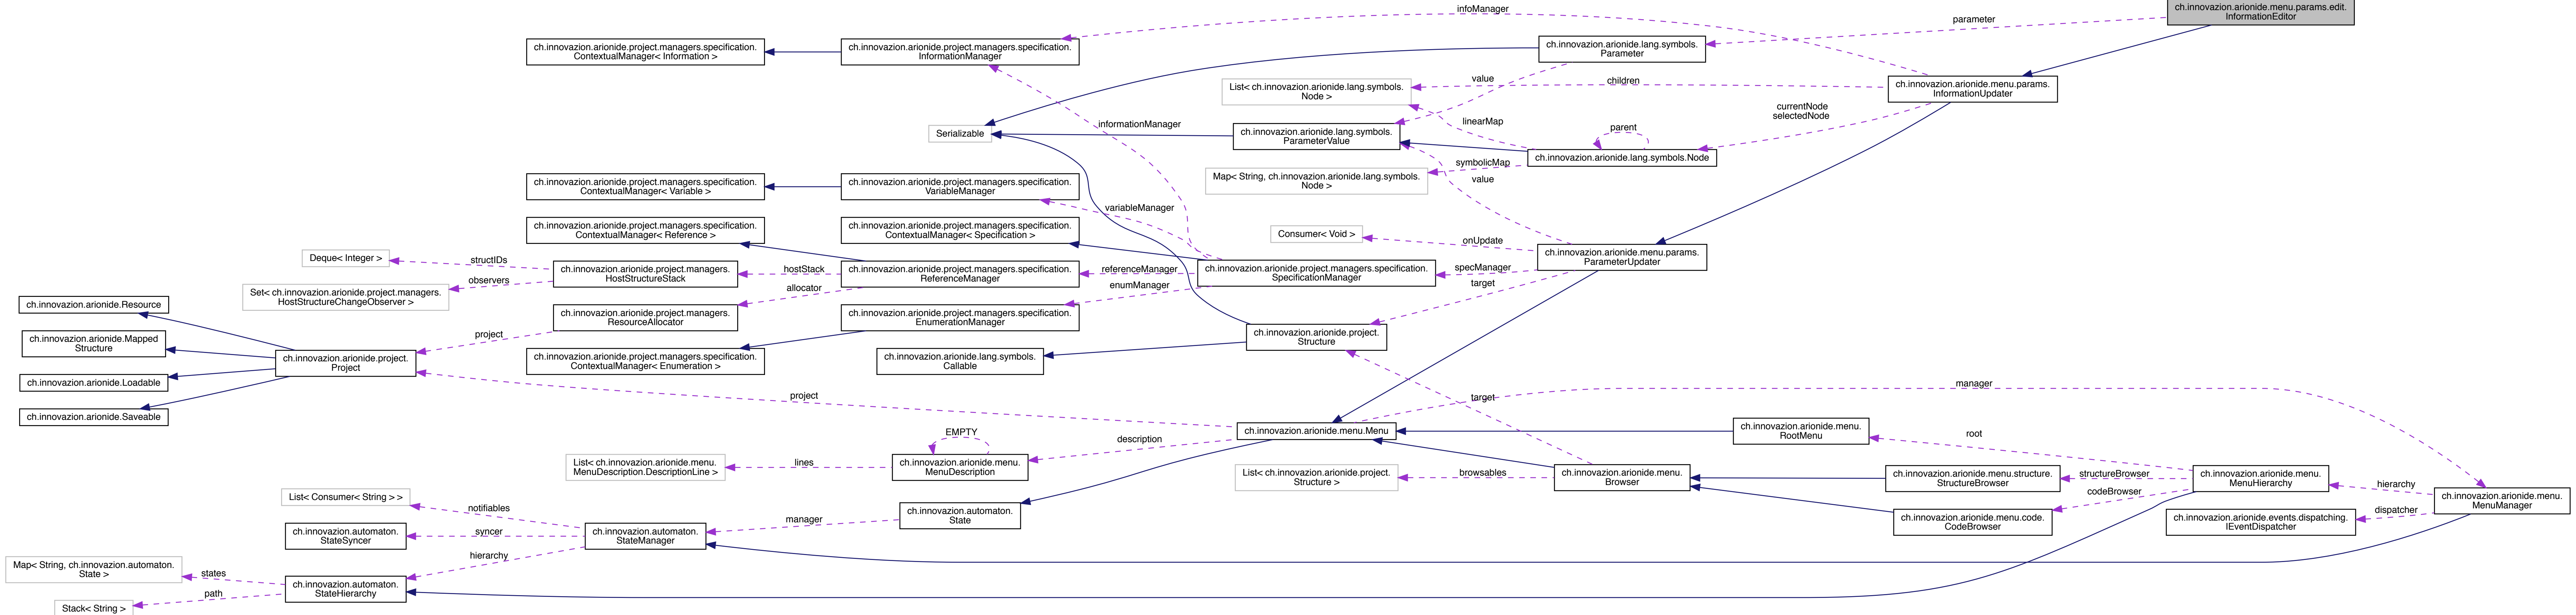 ch.innovazion.arionide.menu.params.edit.
InformationEditor
infoManager
parameter
ch.innovazion.arionide.project.managers.specification.
ContextualManager< Information >
ch.innovazion.arionide.project.managers.specification.
InformationManager
ch.innovazion.arionide.lang.symbols.
Parameter
value
children
List< ch.innovazion.arionide.lang.symbols.
Node >
ch.innovazion.arionide.menu.params.
InformationUpdater
currentNode
selectedNode
informationManager
linearMap
Serializable
ch.innovazion.arionide.lang.symbols.
ParameterValue
parent
ch.innovazion.arionide.lang.symbols.Node
symbolicMap
value
Map< String, ch.innovazion.arionide.lang.symbols.
Node >
ch.innovazion.arionide.project.managers.specification.
ContextualManager< Variable >
ch.innovazion.arionide.project.managers.specification.
VariableManager
variableManager
ch.innovazion.arionide.project.managers.specification.
ContextualManager< Reference >
ch.innovazion.arionide.project.managers.specification.
ContextualManager< Specification >
Consumer< Void >
onUpdate
ch.innovazion.arionide.menu.params.
ParameterUpdater
Deque< Integer >
structIDs
ch.innovazion.arionide.project.managers.
HostStructureStack
hostStack
ch.innovazion.arionide.project.managers.specification.
ReferenceManager
referenceManager
ch.innovazion.arionide.project.managers.specification.
SpecificationManager
specManager
observers
allocator
enumManager
target
Set< ch.innovazion.arionide.project.managers.
HostStructureChangeObserver >
ch.innovazion.arionide.Resource
ch.innovazion.arionide.project.managers.
ResourceAllocator
ch.innovazion.arionide.project.managers.specification.
EnumerationManager
project
ch.innovazion.arionide.project.
Structure
ch.innovazion.arionide.Mapped
Structure
ch.innovazion.arionide.project.
Project
ch.innovazion.arionide.project.managers.specification.
ContextualManager< Enumeration >
ch.innovazion.arionide.lang.symbols.
Callable
ch.innovazion.arionide.Loadable
manager
project
target
ch.innovazion.arionide.Saveable
ch.innovazion.arionide.menu.Menu
ch.innovazion.arionide.menu.
RootMenu
root
EMPTY
description
List< ch.innovazion.arionide.menu.
MenuDescription.DescriptionLine >
lines
ch.innovazion.arionide.menu.
MenuDescription
List< ch.innovazion.arionide.project.
Structure >
browsables
ch.innovazion.arionide.menu.
Browser
ch.innovazion.arionide.menu.structure.
StructureBrowser
structureBrowser
ch.innovazion.arionide.menu.
MenuHierarchy
hierarchy
codeBrowser
ch.innovazion.arionide.menu.
MenuManager
List< Consumer< String > >
notifiables
ch.innovazion.automaton.
State
manager
ch.innovazion.arionide.menu.code.
CodeBrowser
dispatcher
ch.innovazion.arionide.events.dispatching.
IEventDispatcher
ch.innovazion.automaton.
StateSyncer
syncer
ch.innovazion.automaton.
StateManager
hierarchy
Map< String, ch.innovazion.automaton.
State >
states
ch.innovazion.automaton.
StateHierarchy
path
Stack< String >